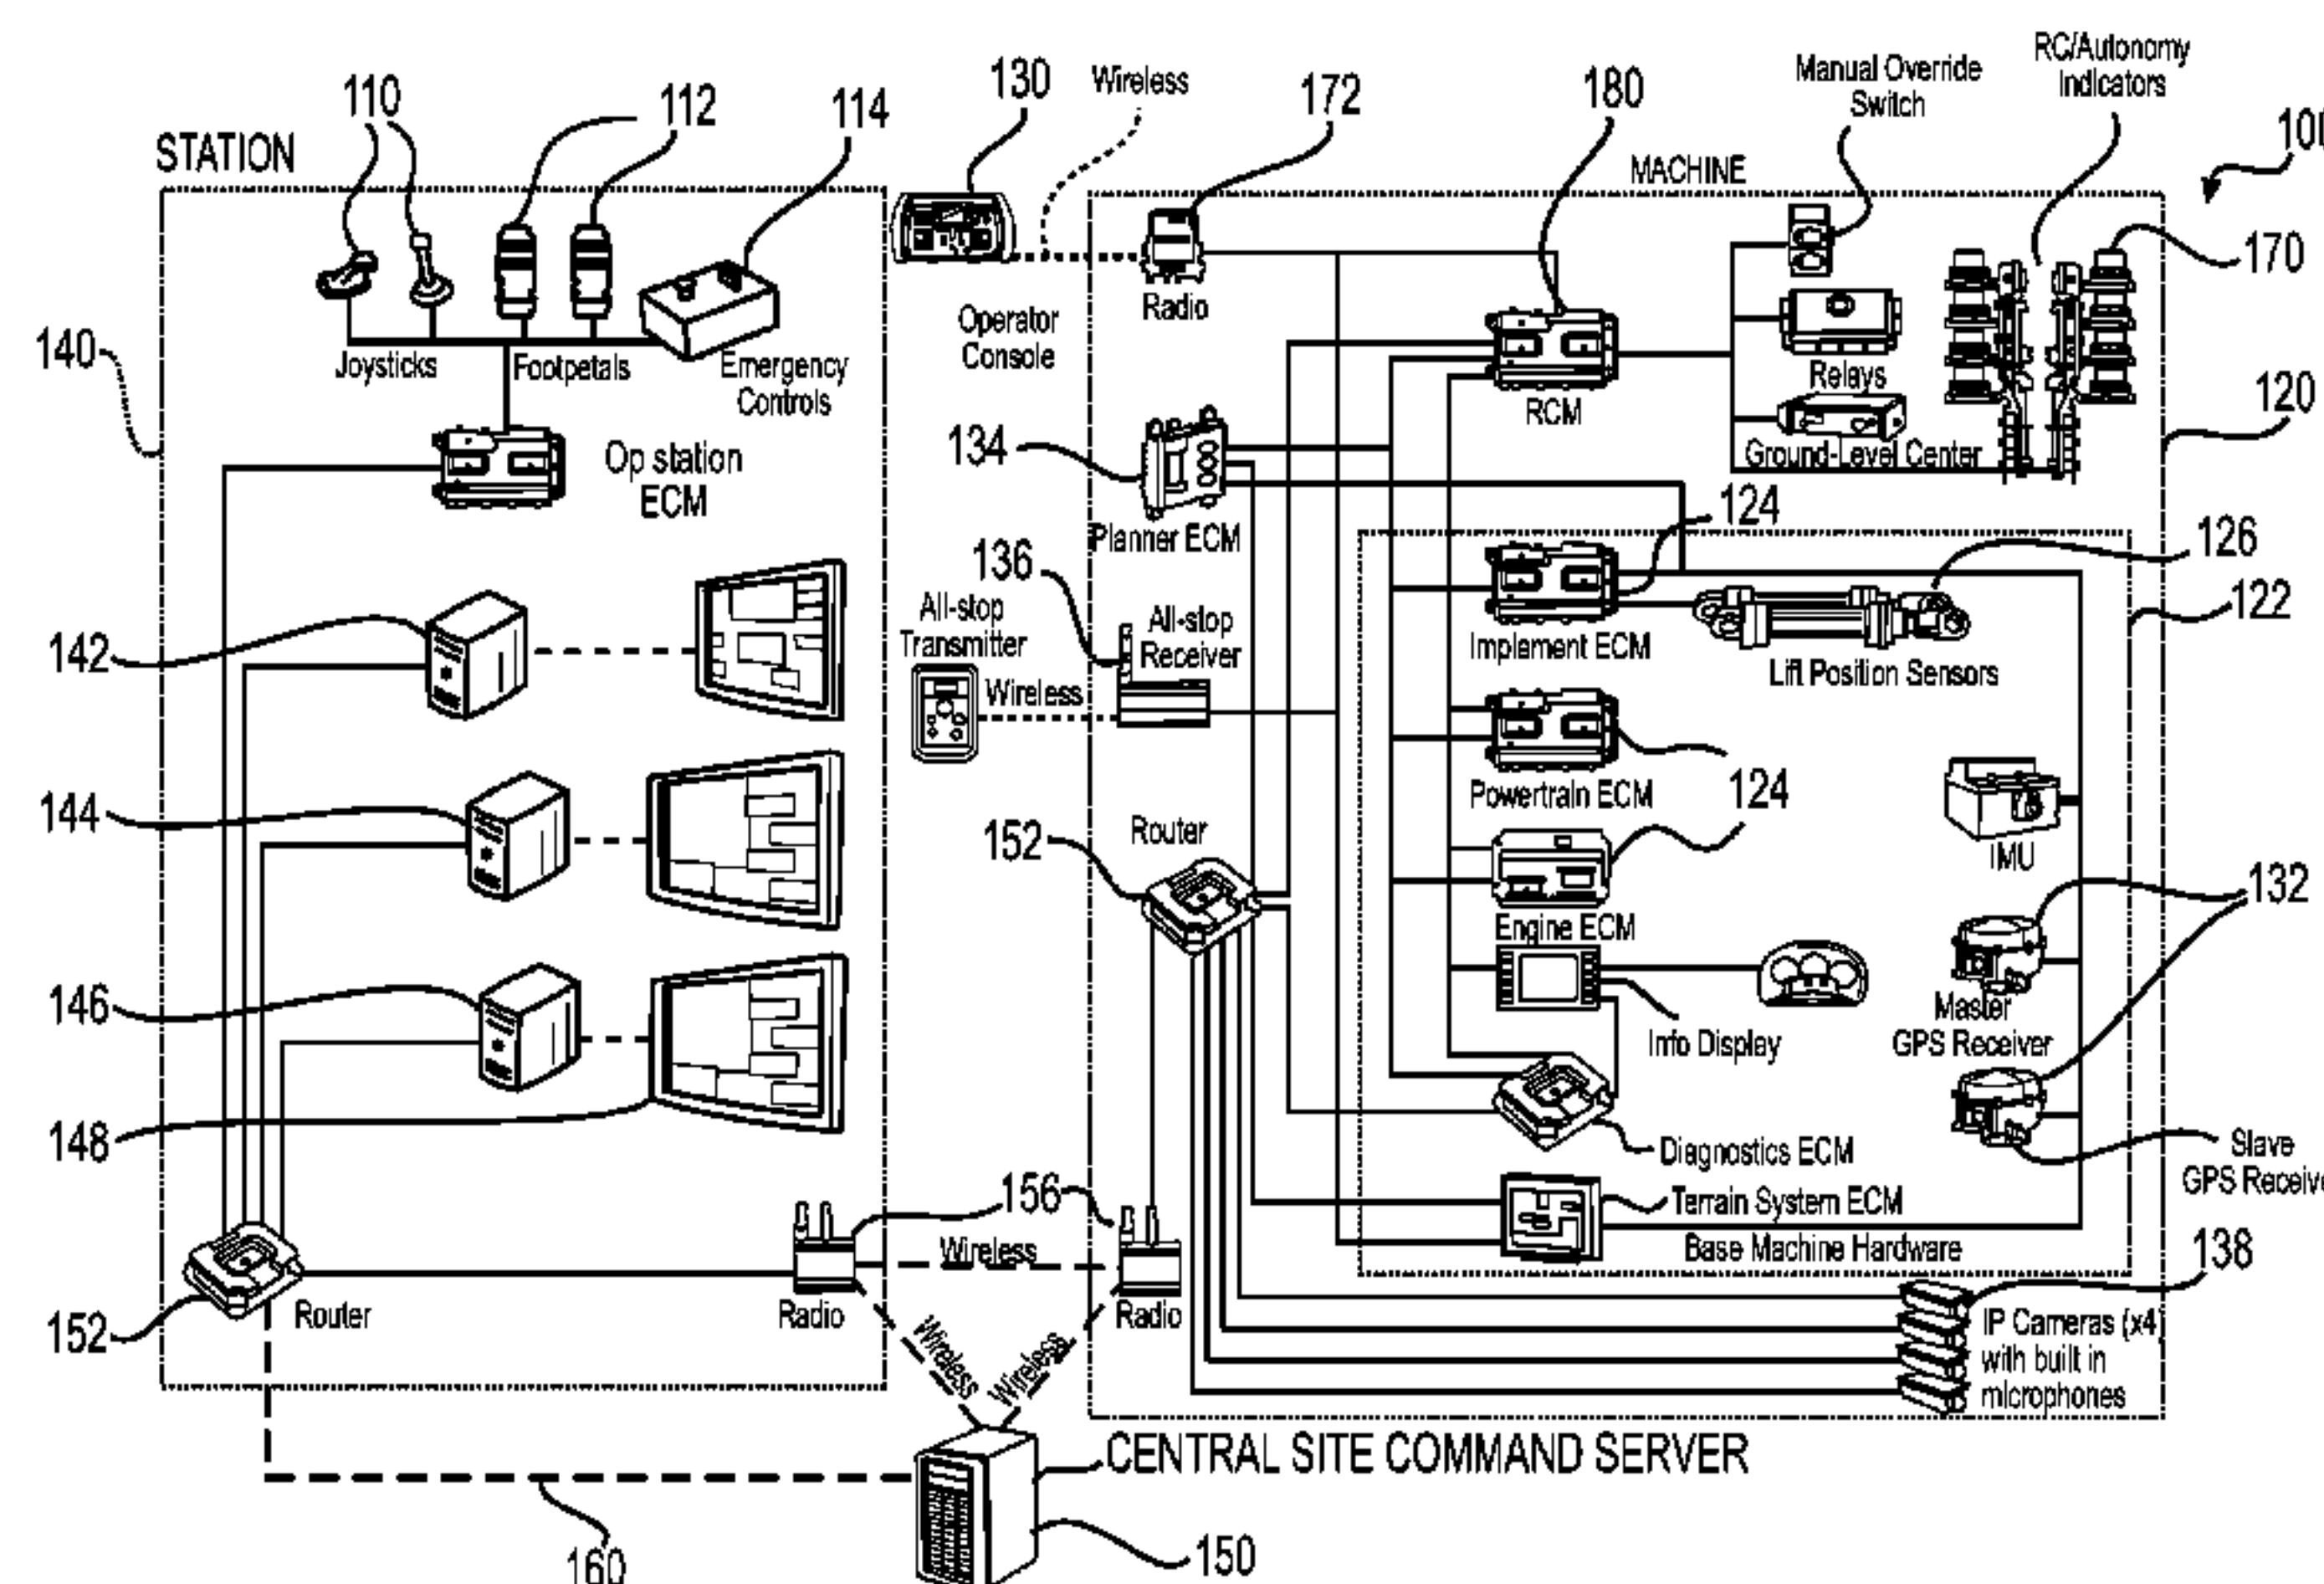 110
112
114
130
Wireless
172
180
Manual Override
Switch
RC/Autonomy
Indicators
STATION
MACHINE
170
140
Joysticks
Footpetals
Emergency
Controls
Operator
Console
Radio
RCM
Relays
Ground-Level Center
120
Op station
ECM
134
Planner ECM
124
126
122
136
All-stop
Transmitter
All-stop
Receiver
Wireless
Implement ECM
Lift Position Sensors
142
Powertrain ECM
124
IMU
144
152
Router
Engine ECM
132
Master
GPS Receiver
146
Info Display
148
Diagnostics ECM
Slave
156
Terrain System ECM
Base Machine Hardware
Wireless
138
152
Router
Radio
Radio
Wireless
Wireless
IP Cameras (x4)
with built in
microphones
CENTRAL SITE COMMAND SERVER
160
150